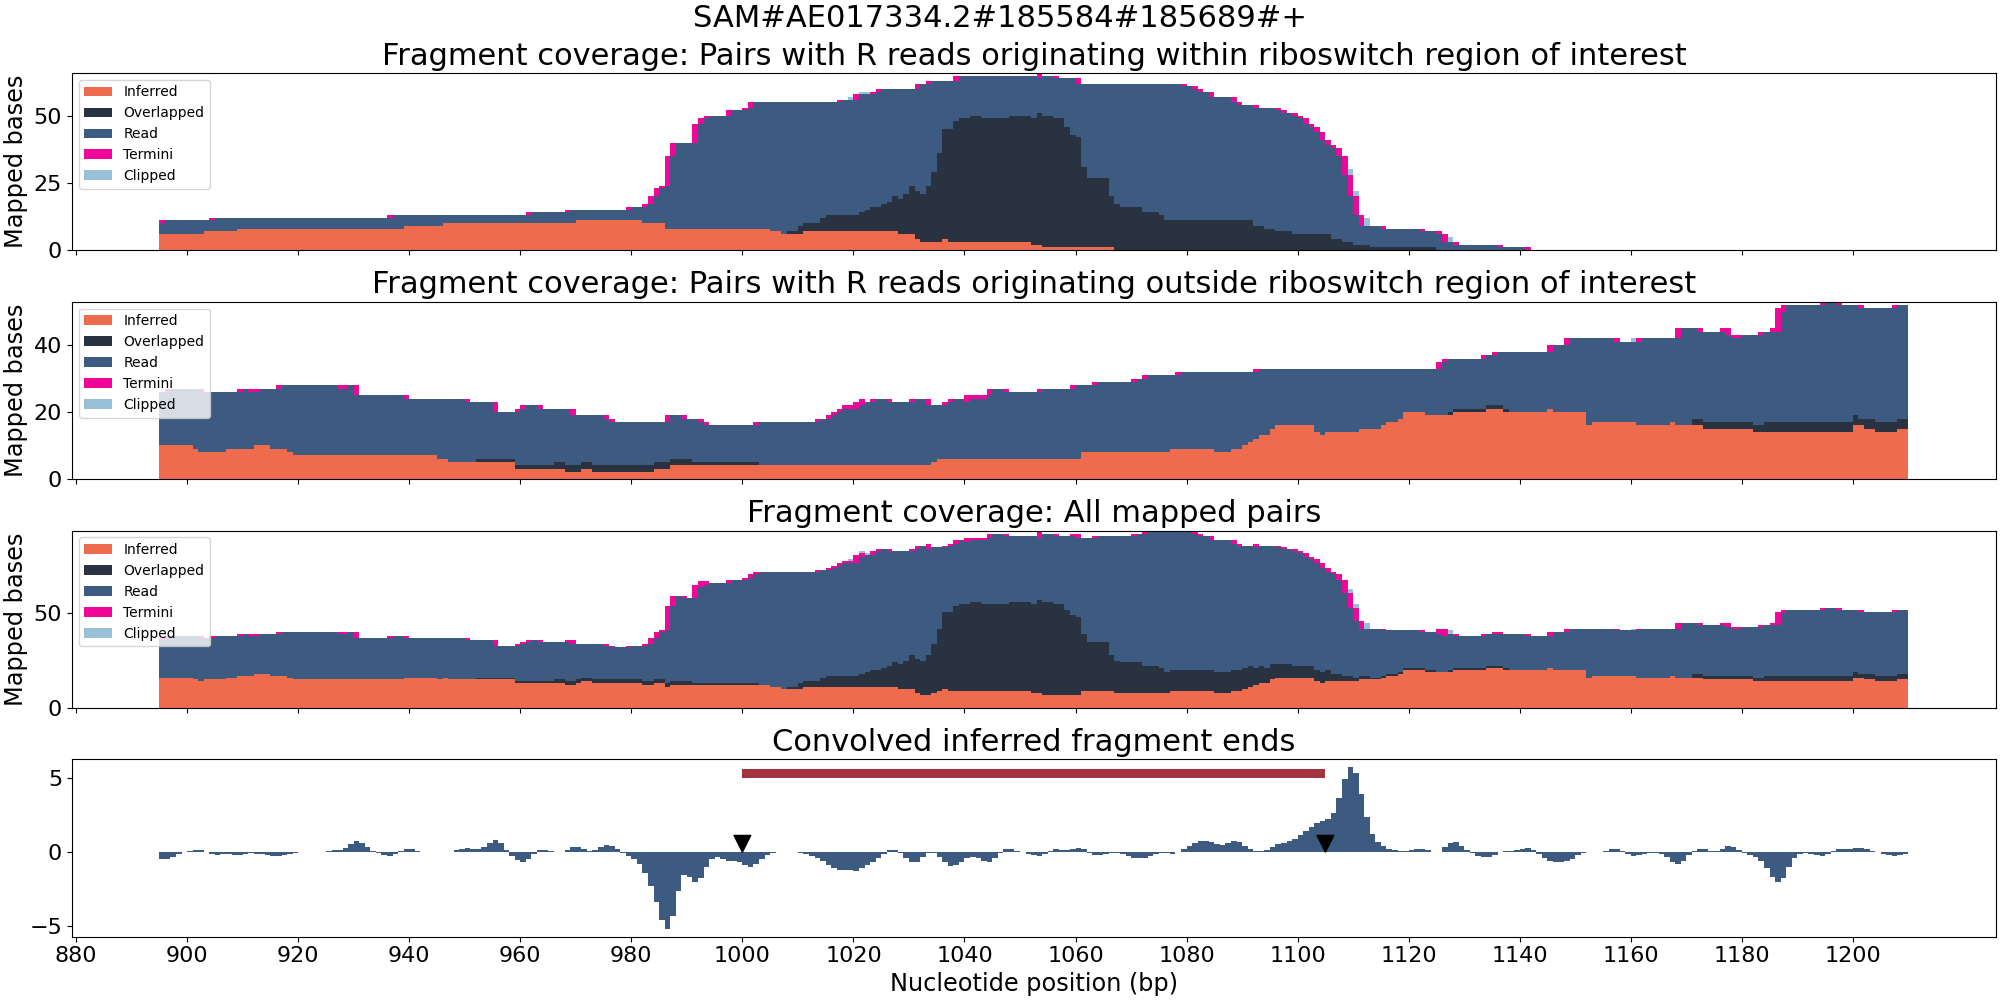 SAM#AE017334.2#185584#185689#+
Fragment coverage: Pairs with R reads originating within riboswitch region of interest
Mapped bases
50
25
0
Inferred
Overlapped
Read
Termini
Clipped
Fragment coverage: Pairs with R reads originating outside riboswitch region of interest
Mapped bases
40
20
0
Inferred
Overlapped
Read
Termini
Clipped
Fragment coverage: All mapped pairs
Mapped bases
50
0
Inferred
Overlapped
Read
Termini
Clipped
Convolved inferred fragment ends
5
0
−5
880 900 920 940 960 980 1000 1020 1040 1060 1080 1100 1120 1140 1160 1180 1200
Nucleotide position (bp)